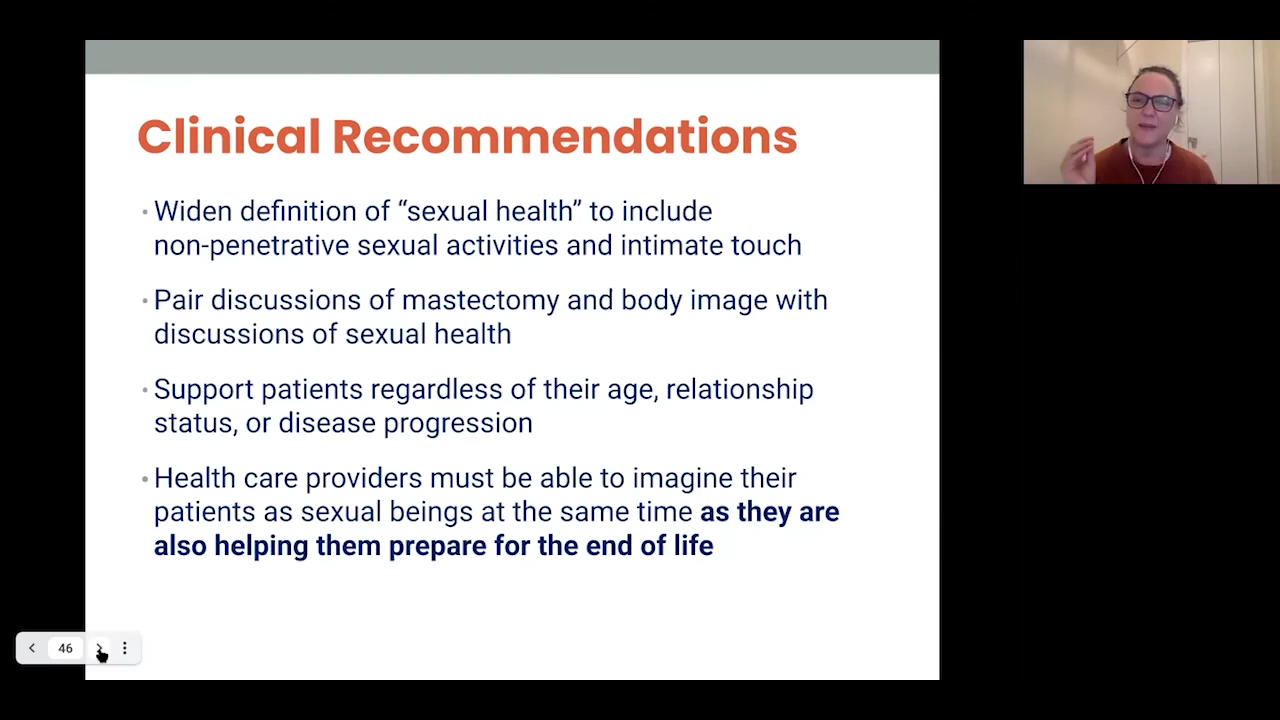 Clinical Recommendations
• Widen definition of “sexual health” to include
non-penetrative sexual activities and intimate touch
• Pair discussions of mastectomy and body image with
discussions of sexual health
• Support patients regardless of their age, relationship
status, or disease progression
• Health care providers must be able to imagine their
patients as sexual beings at the same time as they are
also helping them prepare for the end of life
46